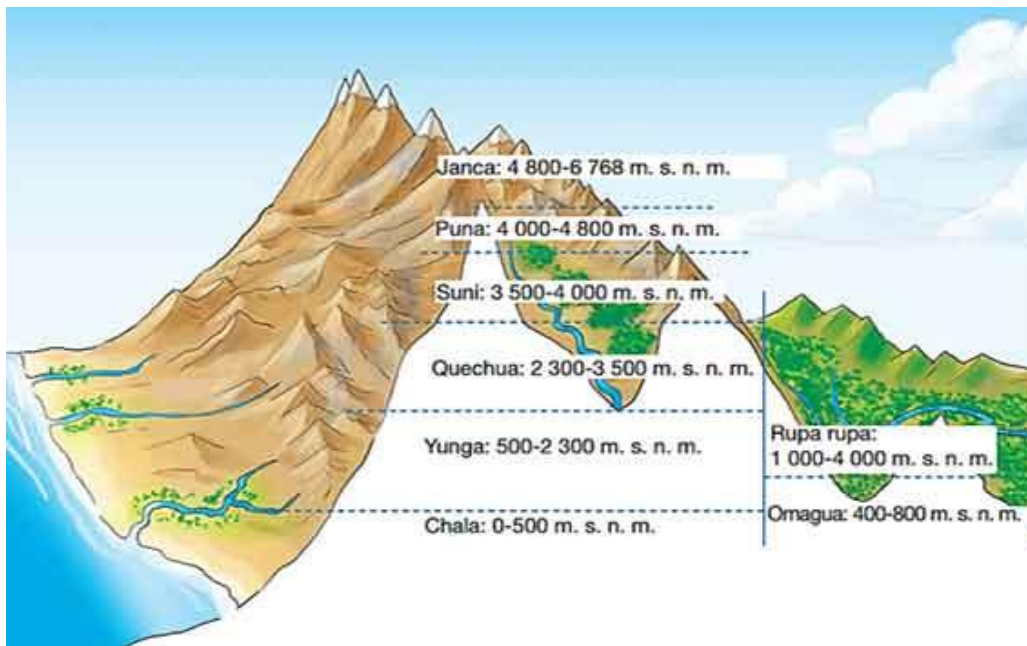 Janca: 4 800-6 768 m. s. n. m.
Puna: 4 000-4 800 m. s. n. m.
Suni: 3 500-4 000 m. s. n. m.
Quechua: 2 300-3 500 m. s. n. m.
Yunga: 500-2 300 m. s. n. m.
Chala: 0-500 m. s. n. m.
Rupa rupa:
1 000-4 000 m. s. n. m.
Omagua: 400-800 m. s. n. m.